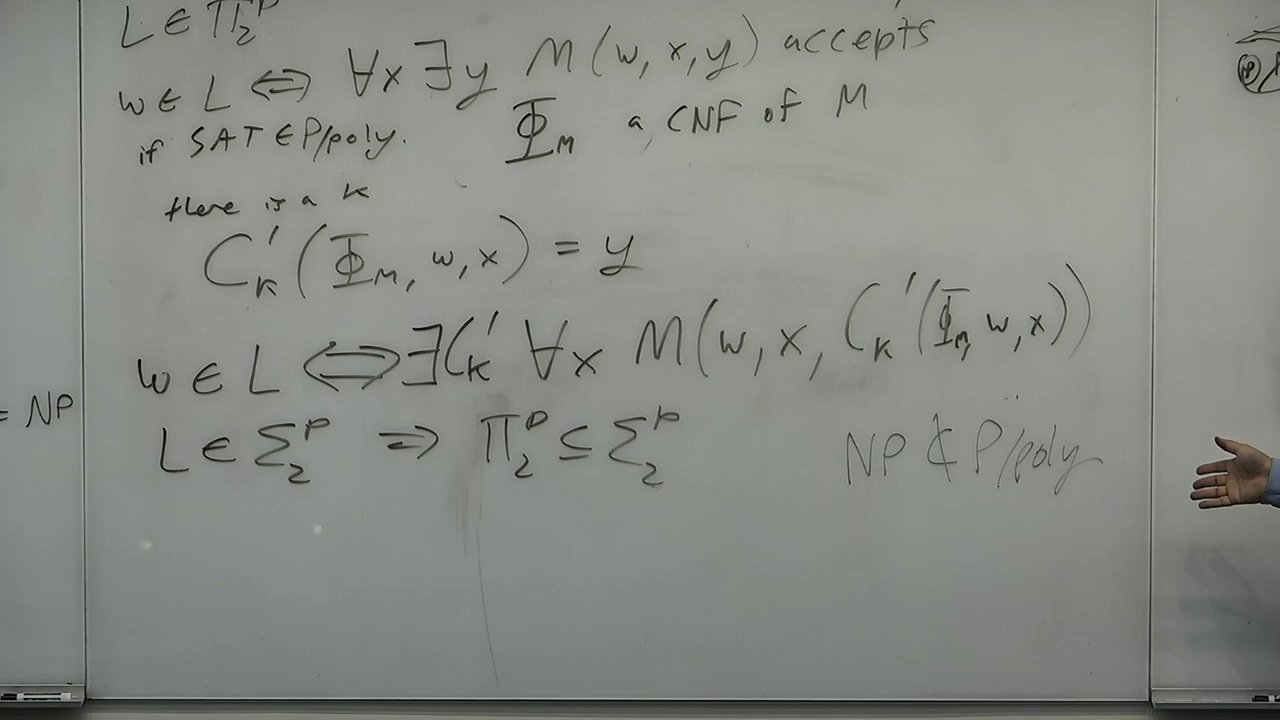 L ∈ Π₂ᴾ
w ∈ L ⟺ ∀x ∃y M(w, x, y) accepts
if SAT ∈ P/poly. Φ_M a CNF of M
there is a K
C'_K(Φ_M, w, x) = y
w ∈ L ⟺ ∃C'_K ∀x M(w, x, C'_K(Φ_M, w, x))
= NP
L ∈ Σ₂ᴾ ⇒ Π₂ᴾ ⊆ Σ₂ᴾ NP ⊄ P/poly